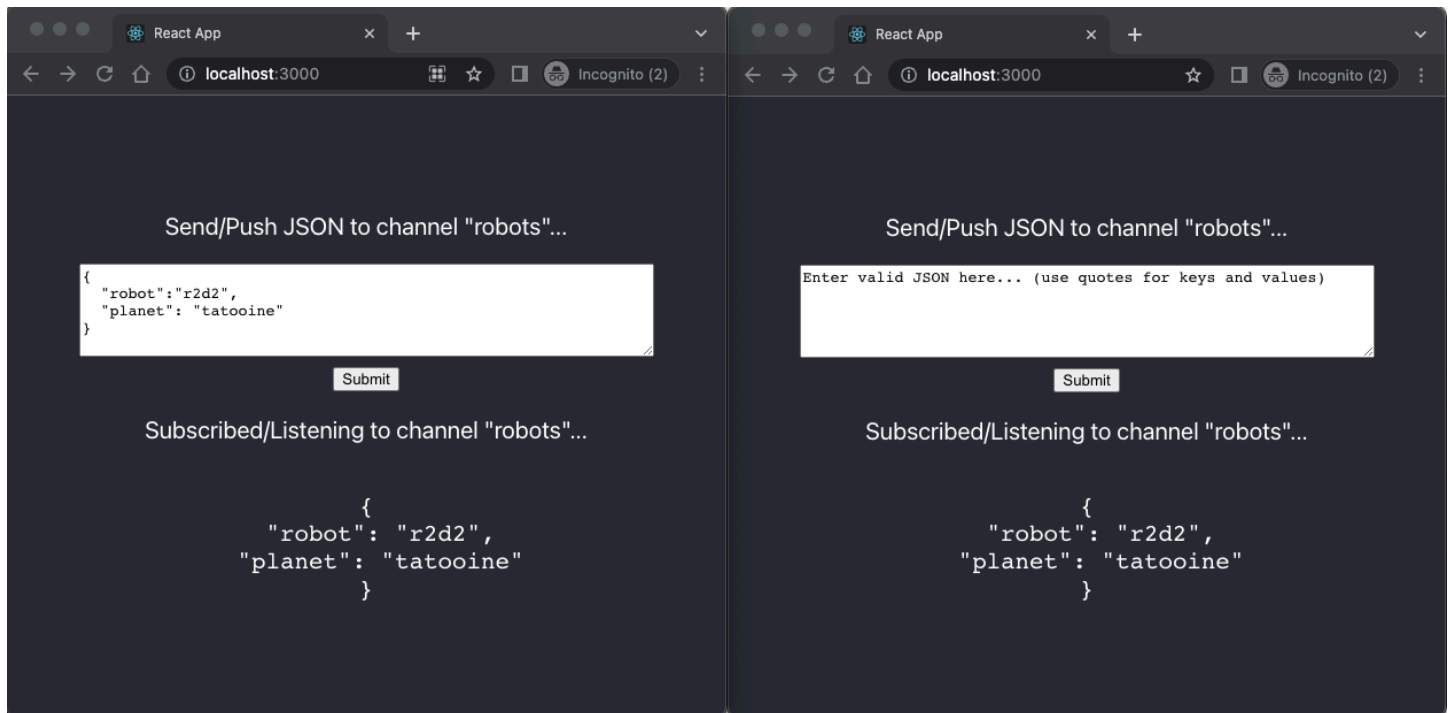 React App
localhost:3000
Incognito (2)
Send/Push JSON to channel "robots"...
{
  "robot":"r2d2",
  "planet": "tatooine"
}
Submit
Subscribed/Listening to channel "robots"...
{
"robot": "r2d2",
"planet": "tatooine"
}
React App
localhost:3000
Incognito (2)
Send/Push JSON to channel "robots"...
Enter valid JSON here... (use quotes for keys and values)
Submit
Subscribed/Listening to channel "robots"...
{
"robot": "r2d2",
"planet": "tatooine"
}